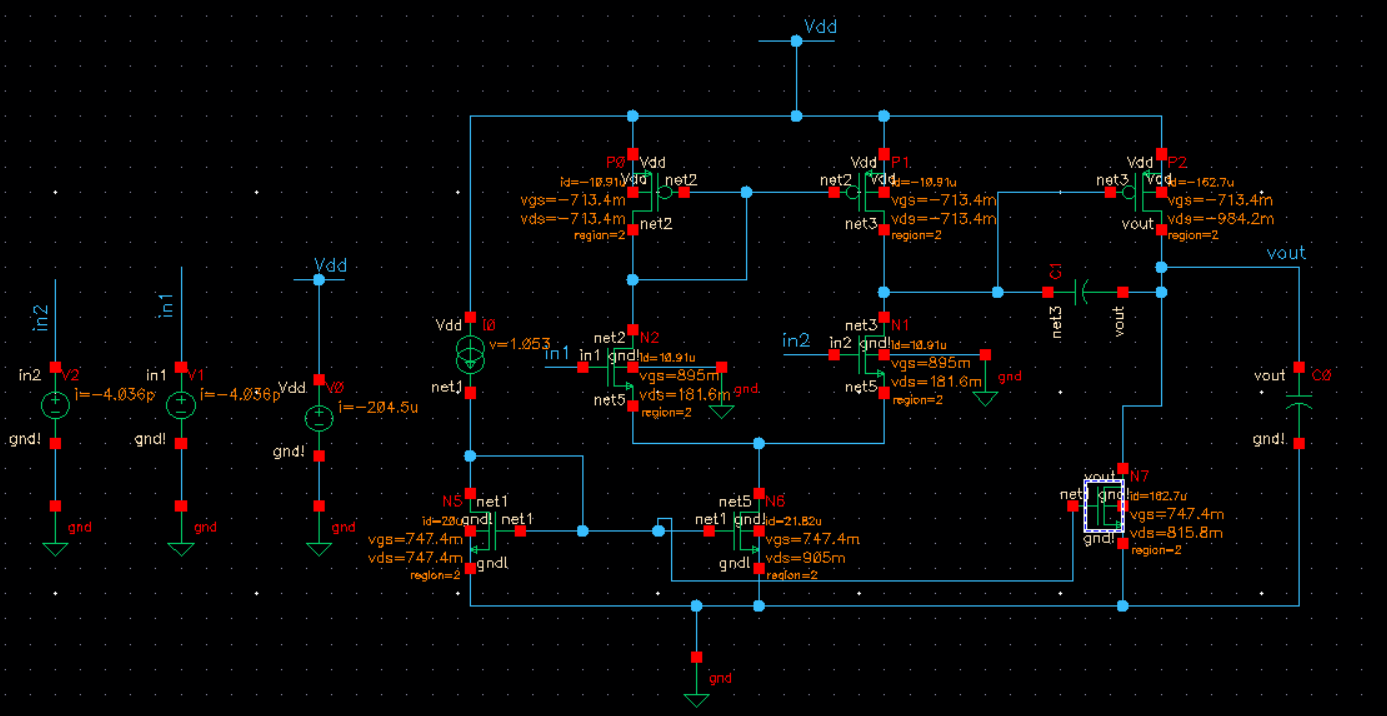 Vdd
P0 Vdd
id=-10.91u
Vdd net2
vgs=-713.4m
vds=-713.4m
net2
region=2
Vdd P1
net2 Vdd
id=-10.91u
vgs=-713.4m
vds=-713.4m
net3
region=2
Vdd P2
net3 Vdd
id=-162.7u
vgs=-713.4m
vds=-984.2m
vout
region=2
vout
in2
in1
Vdd
in2 V2
i=-4.036p
gnd!
gnd
in1 V1
i=-4.036p
gnd!
gnd
Vdd V0
i=-204.5u
gnd!
gnd
Vdd I0
v=1.053
net1
net2 N2
in1
in1 gnd!
id=10.91u
vgs=895m
vds=181.6m
net5
region=2
gnd
net3 N1
in2
in2 gnd!
id=10.91u
vgs=895m
vds=181.6m
net5
region=2
gnd
C1
net3
vout
vout C0
gnd!
N5 net1
id=20u
gnd! net1
vgs=747.4m
vds=747.4m
gnd!
region=2
net5 N6
net1 gnd!
id=21.82u
vgs=747.4m
vds=905m
gnd!
region=2
vout N7
gnd!
id=162.7u
vgs=747.4m
vds=815.8m
gnd!
region=2
gnd